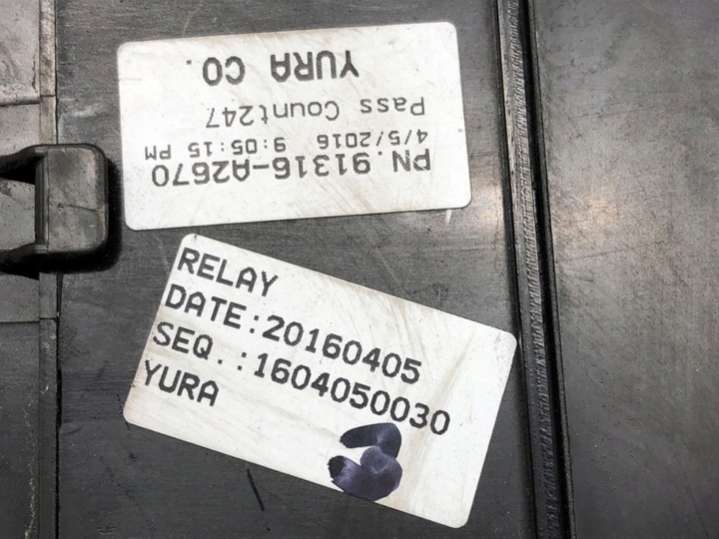 PN.91316-A2670
4/5/2016 9:05:15 PM
Pass Count247
YURA CO.
RELAY
DATE:20160405
SEQ.:1604050030
YURA